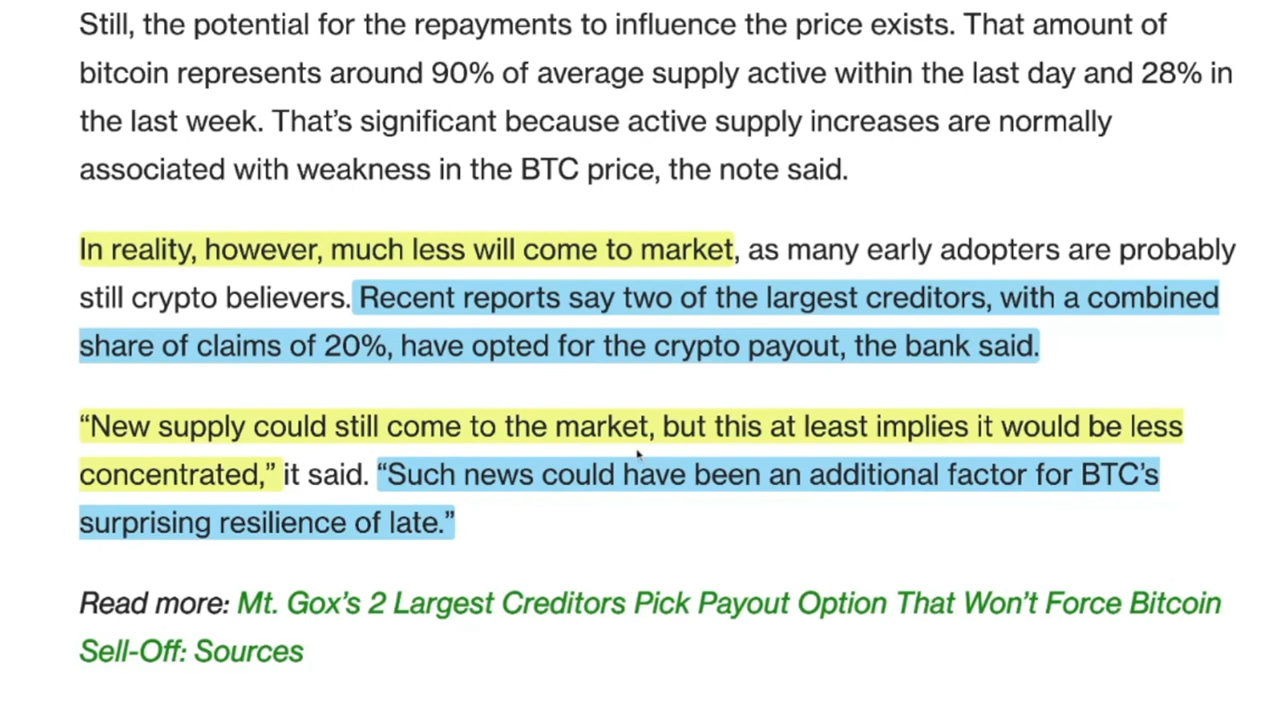 Still, the potential for the repayments to influence the price exists. That amount of
bitcoin represents around 90% of average supply active within the last day and 28% in
the last week. That’s significant because active supply increases are normally
associated with weakness in the BTC price, the note said.
In reality, however, much less will come to market, as many early adopters are probably
still crypto believers. Recent reports say two of the largest creditors, with a combined
share of claims of 20%, have opted for the crypto payout, the bank said.
“New supply could still come to the market, but this at least implies it would be less
concentrated,” it said. “Such news could have been an additional factor for BTC’s
surprising resilience of late.”
Read more: Mt. Gox’s 2 Largest Creditors Pick Payout Option That Won’t Force Bitcoin
Sell-Off: Sources